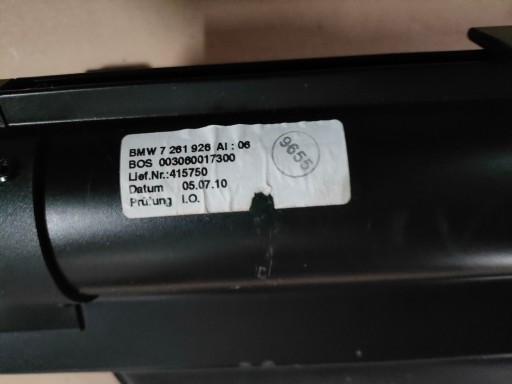 BMW 7 261 926 AI : 06
BOS 003060017300
Lief.Nr.:415750
Datum 05.07.10
Prüfung I.O.
9655